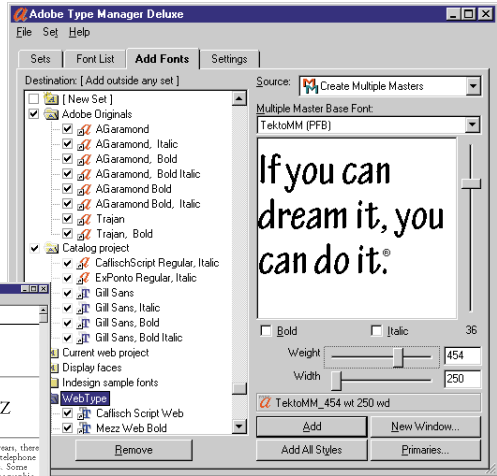 Adobe Type Manager Deluxe
File Set Help
Sets Font List Add Fonts Settings
Destination: [ Add outside any set ]
[ New Set ]
Adobe Originals
AGaramond
AGaramond, Italic
AGaramond, Bold
AGaramond, Bold Italic
AGaramond Bold
AGaramond Bold, Italic
Trajan
Trajan, Bold
Catalog project
CaflischScript Regular, Italic
ExPonto Regular, Italic
Gill Sans
Gill Sans, Italic
Gill Sans, Bold
Gill Sans, Bold Italic
Current web project
Display faces
Indesign sample fonts
WebType
Caflisch Script Web
Mezz Web Bold
Remove
Source: Create Multiple Masters
Multiple Master Base Font:
TektoMM (PFB)
If you can
dream it, you
can do it.®
Bold Italic 36
Weight 454
Width 250
TektoMM_454 wt 250 wd
Add New Window...
Add All Styles Primaries...
Z
ears, there
telephone
. Some